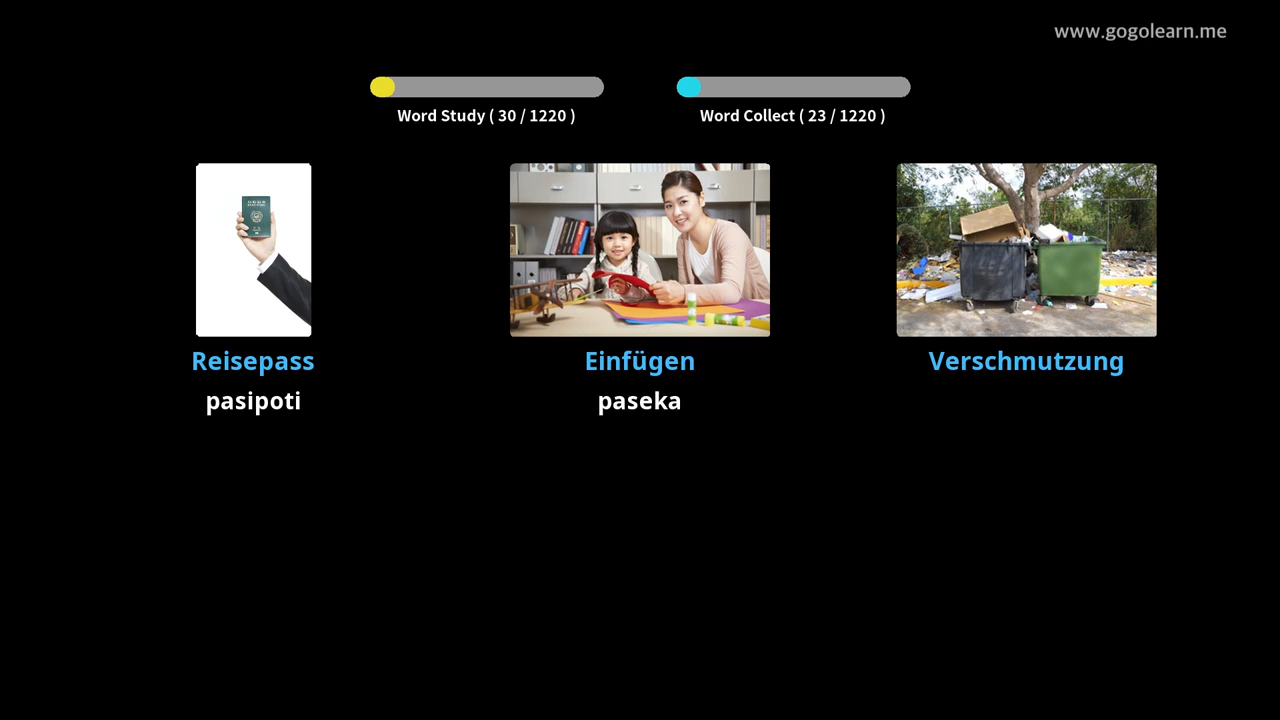 www.gogolearn.me
Word Study ( 30 / 1220 )
Word Collect ( 23 / 1220 )
Reisepass
pasipoti
Einfügen
paseka
Verschmutzung